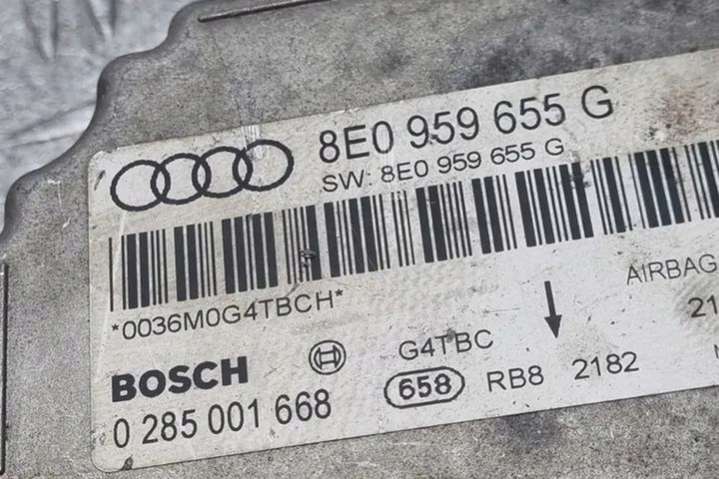 8E0 959 655 G
SW: 8E0 959 655 G
*0036M0G4TBCH*
AIRBAG
BOSCH
G4TBC
21
0 285 001 668
658 RB8 2182